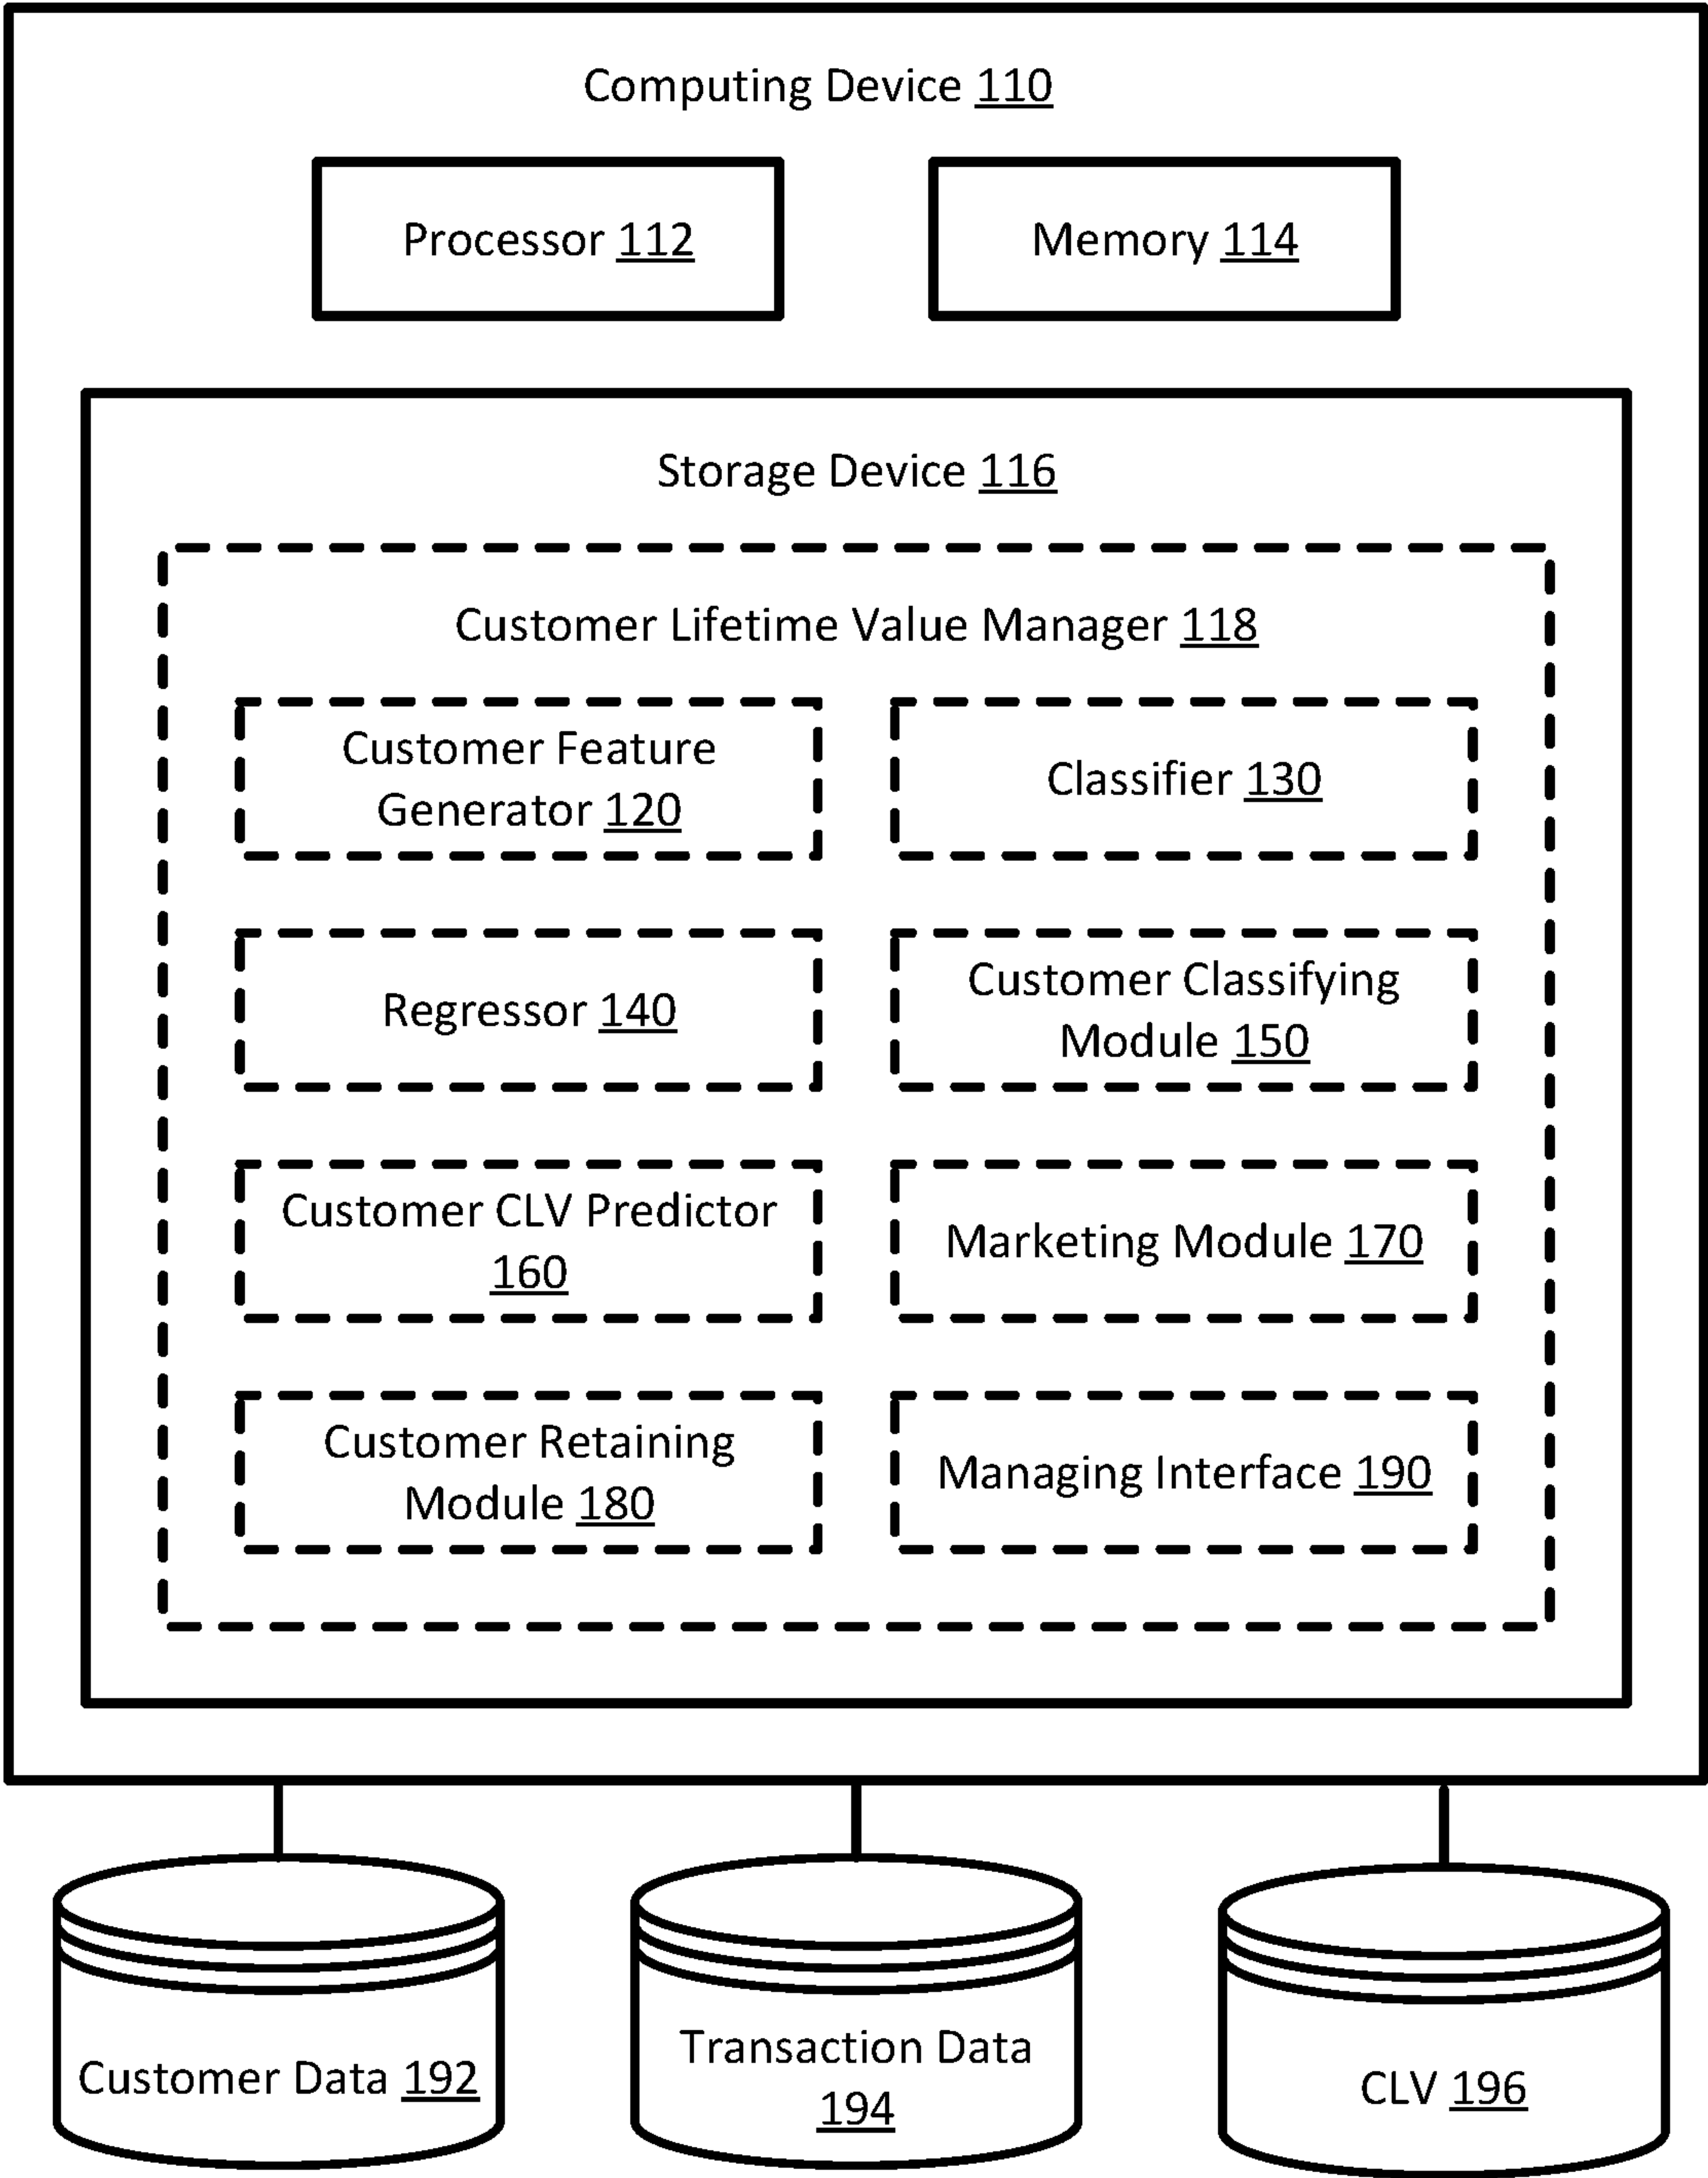 Computing Device 110
Processor 112
Memory 114
Storage Device 116
Customer Lifetime Value Manager 118
Customer Feature
Generator 120
Classifier 130
Regressor 140
Customer Classifying
Module 150
Customer CLV Predictor
160
Marketing Module 170
Customer Retaining
Module 180
Managing Interface 190
Customer Data 192
Transaction Data
194
CLV 196